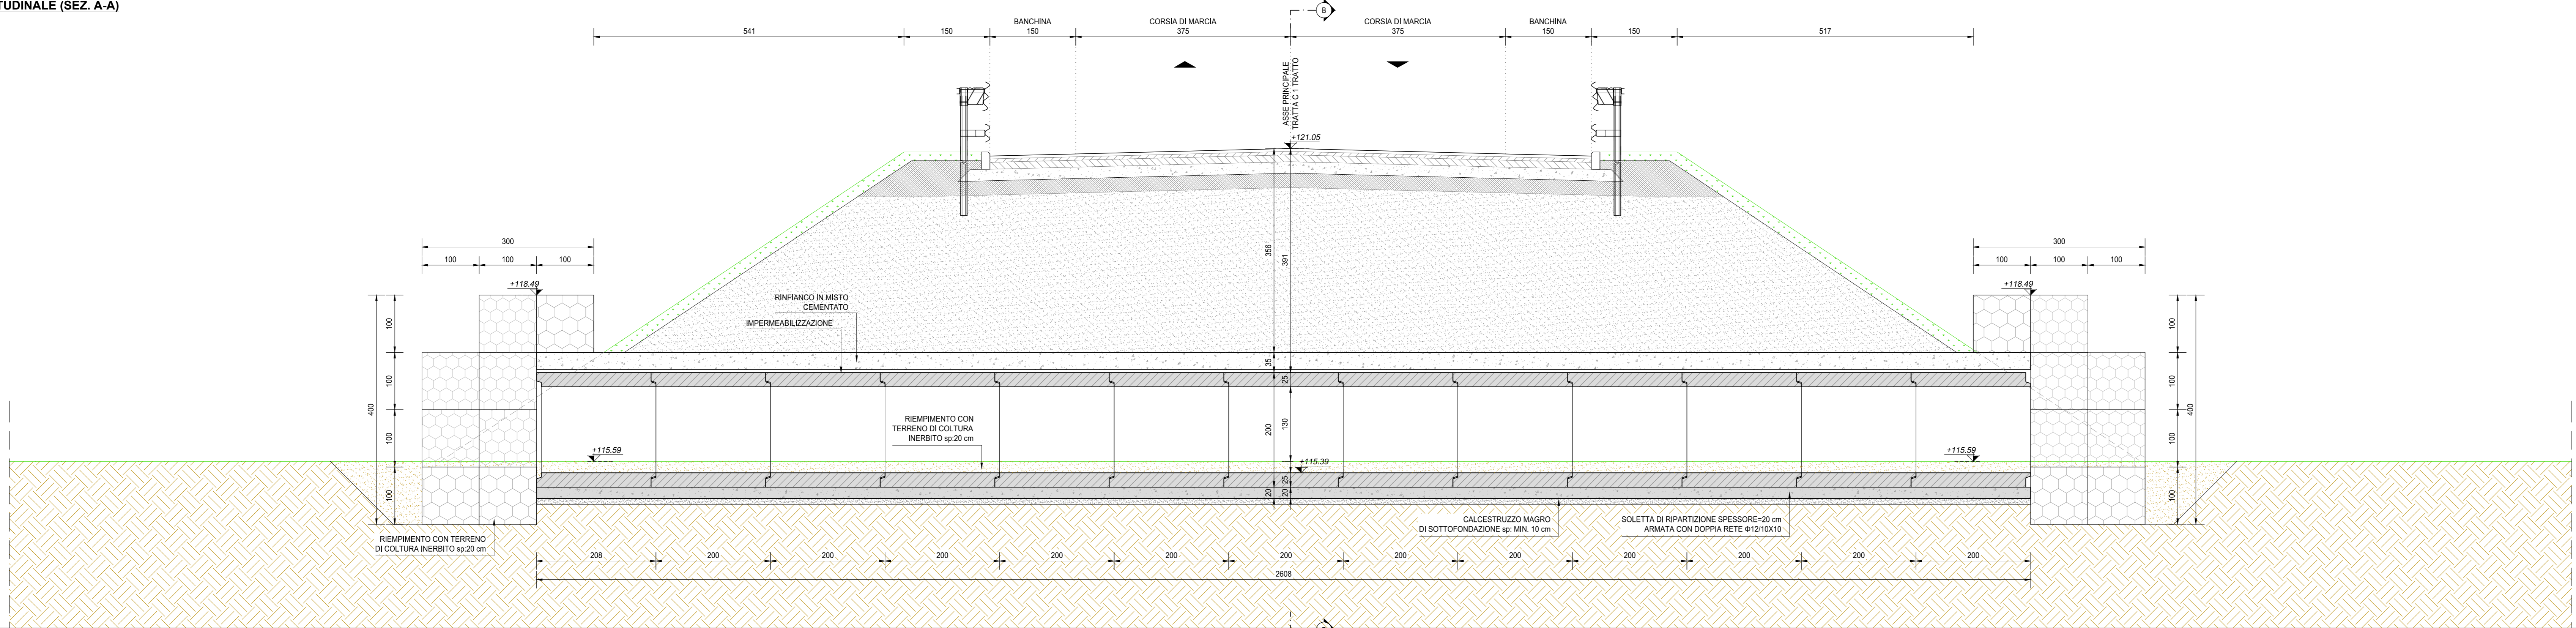 TUDINALE (SEZ. A-A)
B
BANCHINA
CORSIA DI MARCIA
CORSIA DI MARCIA
BANCHINA
541
150
150
375
375
150
150
517
ASSE PRINCIPALE
TRATTA C 1 TRATTO
+121.05
300
100
100
100
300
100
100
100
+118.49
+118.49
356
391
RINFIANCO IN MISTO
CEMENTATO
IMPERMEABILIZZAZIONE
400
100
100
100
100
35
25
200
130
25
20
20
100
100
100
100
400
RIEMPIMENTO CON
TERRENO DI COLTURA
INERBITO sp:20 cm
+115.59
+115.39
+115.59
CALCESTRUZZO MAGRO
DI SOTTOFONDAZIONE sp: MIN. 10 cm
SOLETTA DI RIPARTIZIONE SPESSORE=20 cm
ARMATA CON DOPPIA RETE Φ12/10X10
RIEMPIMENTO CON TERRENO
DI COLTURA INERBITO sp:20 cm
208
200
200
200
200
200
200
200
200
200
200
200
200
2608